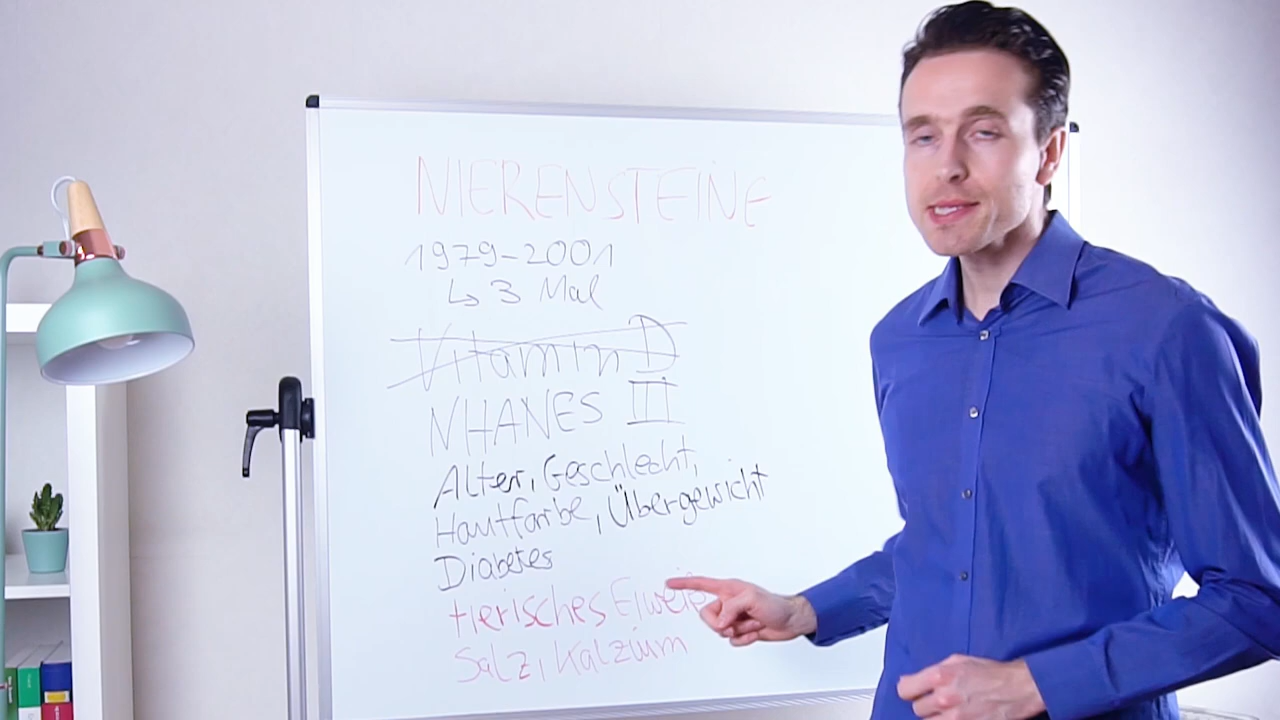 NIERENSTEINE
1979-2001
↳ 3 Mal
Vitamin D
NHANES III
Alter, Geschlecht,
Hautfarbe, Übergewicht
Diabetes
tierisches Eiweiß
Salz, Kalzium